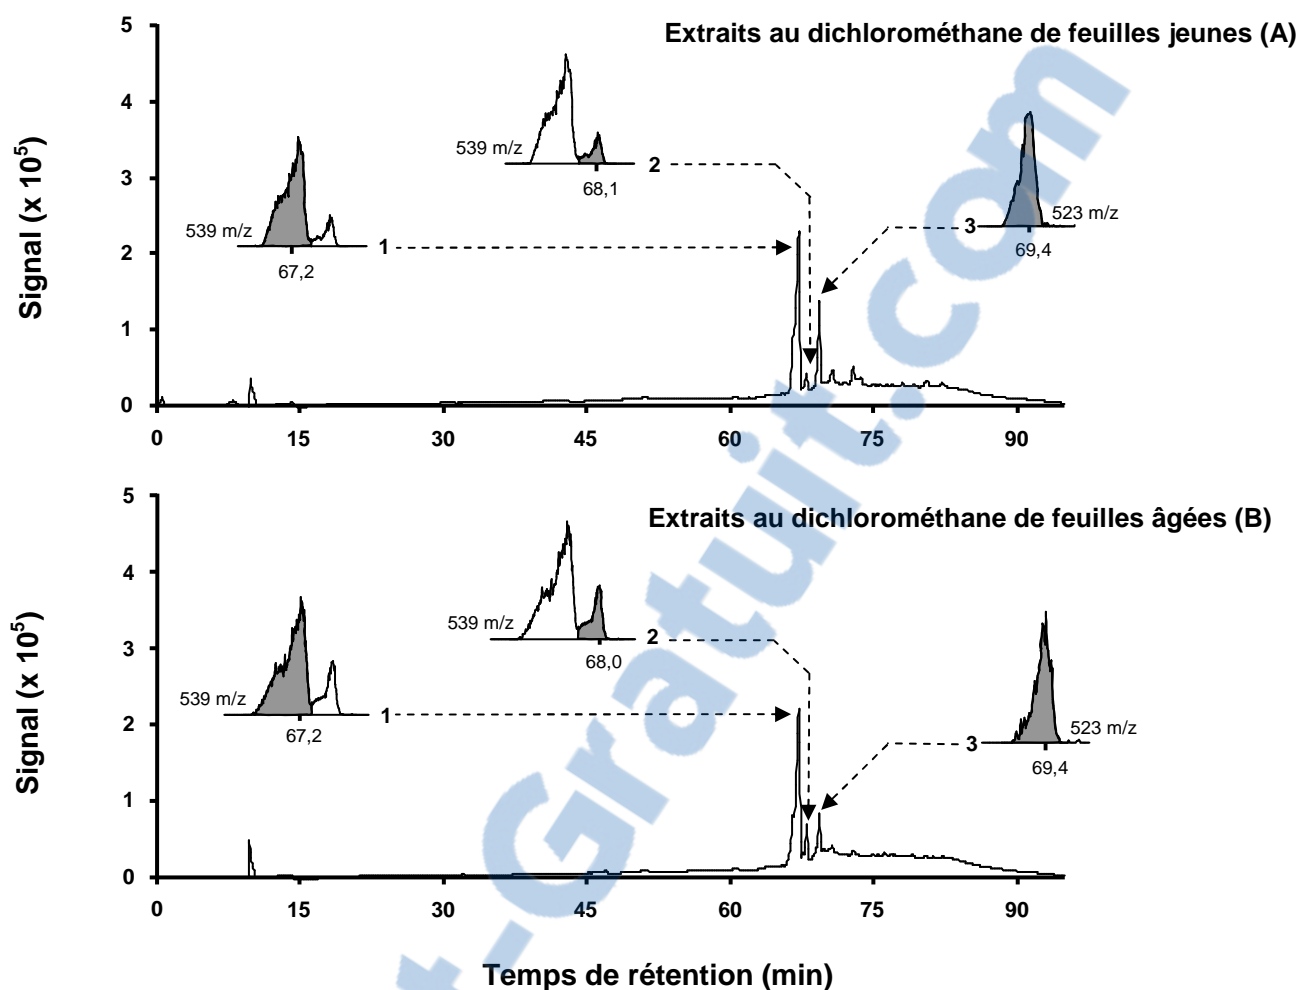 Extraits au dichlorométhane de feuilles jeunes (A)
Signal (x 10⁵)
5
4
3
2
1
0
539 m/z
67,2
1
539 m/z
68,1
2
3
523 m/z
69,4
0 15 30 45 60 75 90
Extraits au dichlorométhane de feuilles âgées (B)
Signal (x 10⁵)
5
4
3
2
1
0
539 m/z
67,2
1
539 m/z
68,0
2
3
523 m/z
69,4
0 15 30 45 60 75 90
Temps de rétention (min)
t-Gratuit.com